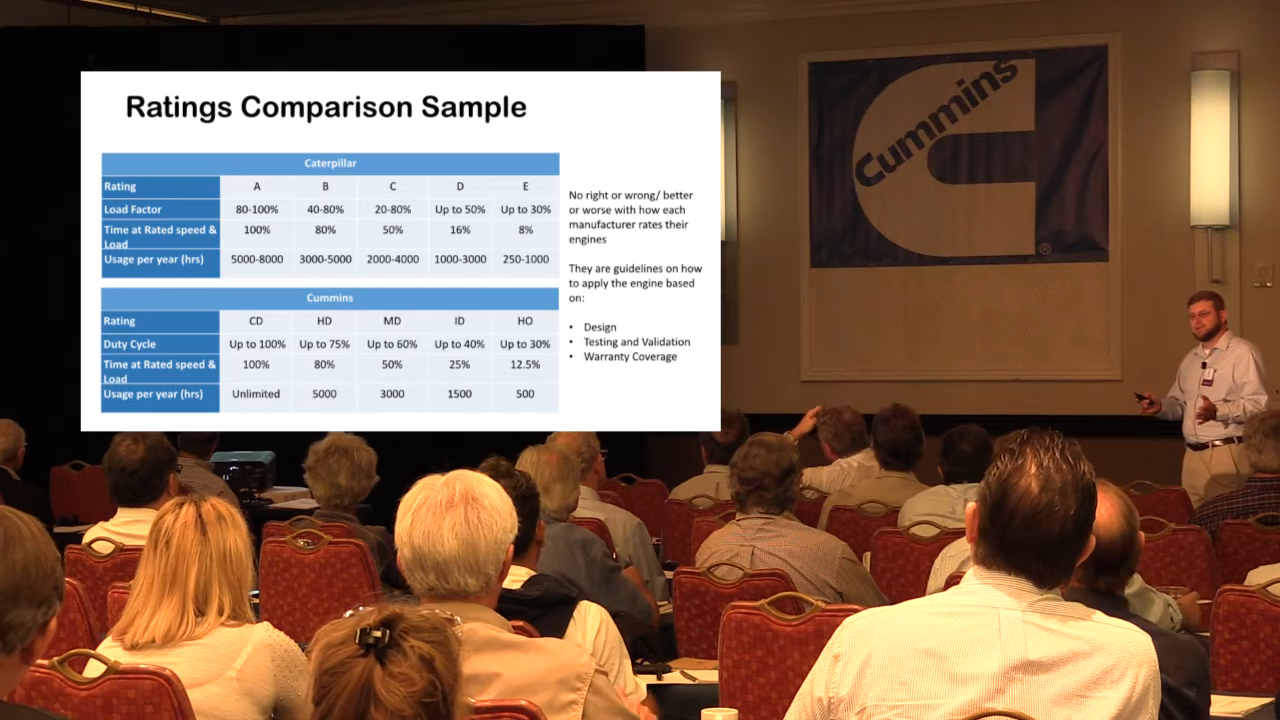 Ratings Comparison Sample
Caterpillar
Rating A B C D E
Load Factor 80-100% 40-80% 20-80% Up to 50% Up to 30%
Time at Rated speed & 100% 80% 50% 16% 8%
Load
Usage per year (hrs) 5000-8000 3000-5000 2000-4000 1000-3000 250-1000
Cummins
Rating CD HD MD ID HO
Duty Cycle Up to 100% Up to 75% Up to 60% Up to 40% Up to 30%
Time at Rated speed & 100% 80% 50% 25% 12.5%
Load
Usage per year (hrs) Unlimited 5000 3000 1500 500
No right or wrong/ better
or worse with how each
manufacturer rates their
engines
They are guidelines on how
to apply the engine based
on:
• Design
• Testing and Validation
• Warranty Coverage
Cummins
®